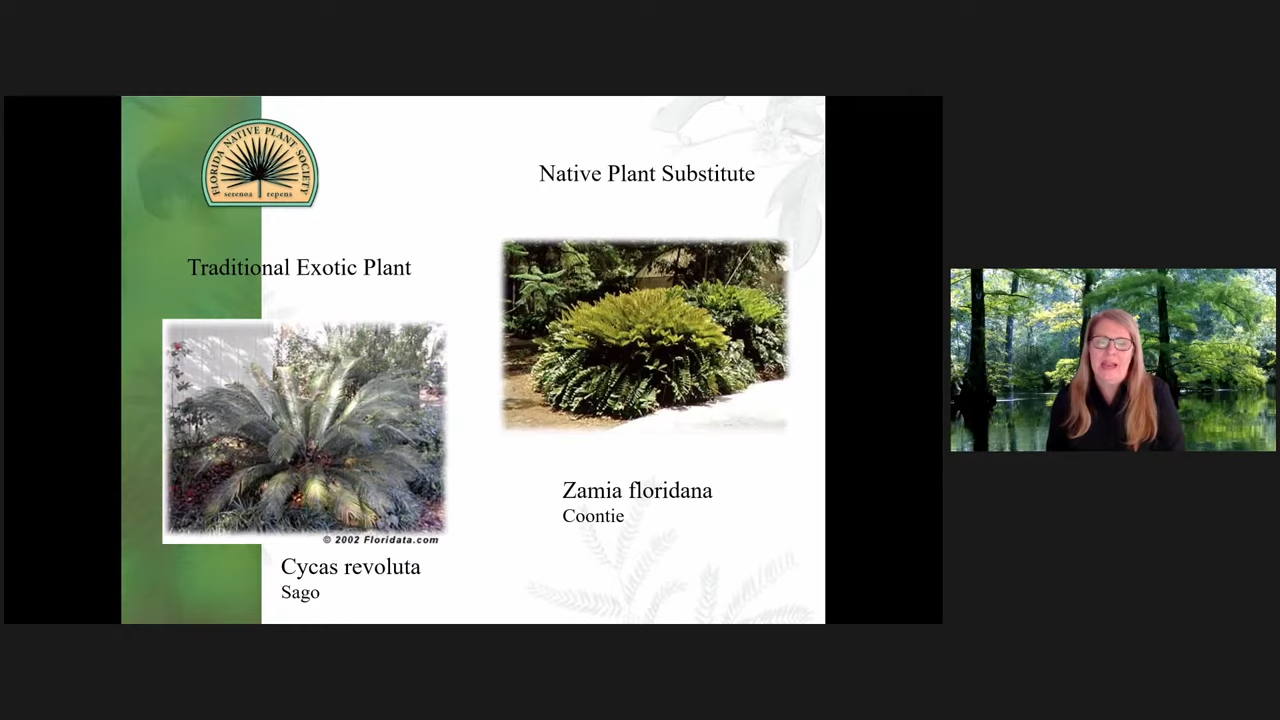 FLORIDA NATIVE PLANT SOCIETY
serenoa repens
Native Plant Substitute
Traditional Exotic Plant
Zamia floridana
Coontie
© 2002 Floridata.com
Cycas revoluta
Sago